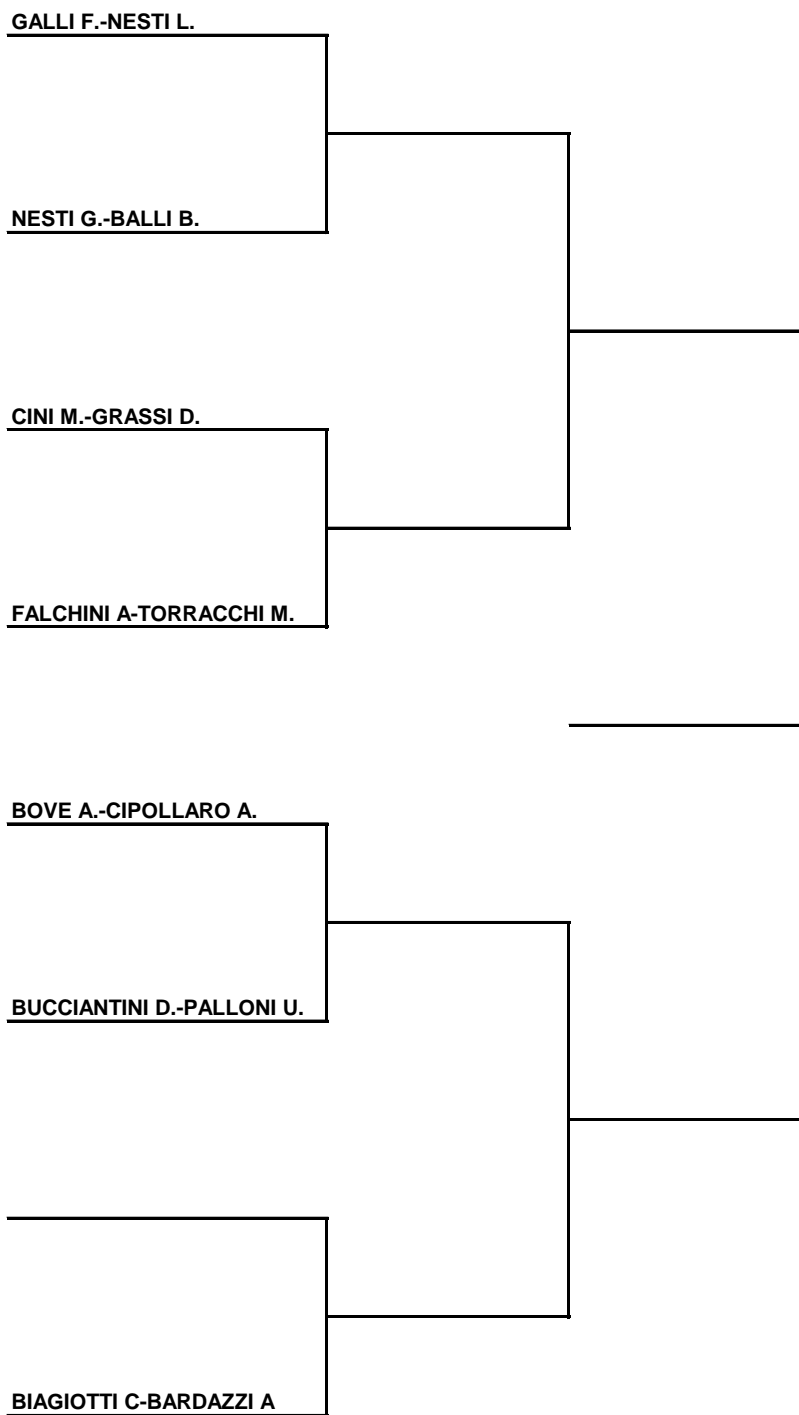 GALLI F.-NESTI L.
NESTI G.-BALLI B.
CINI M.-GRASSI D.
FALCHINI A-TORRACCHI M.
BOVE A.-CIPOLLARO A.
BUCCIANTINI D.-PALLONI U.
BIAGIOTTI C-BARDAZZI A